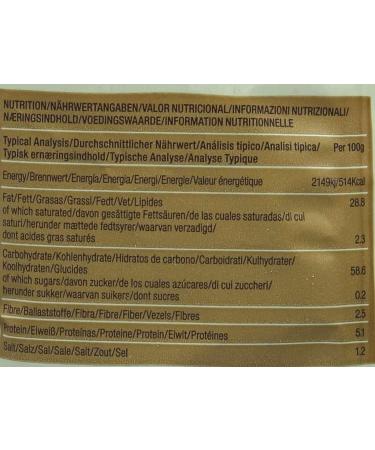 NUTRITION/NÄHRWERTANGABEN/VALOR NUTRICIONAL/INFORMAZIONI NUTRIZIONALI/
NÆRINGSINDHOLD/VOEDINGSWAARDE/INFORMATION NUTRITIONNELLE
Typical Analysis/Durchschnittlicher Nährwert/Análisis típico/Analisi tipica/ Per 100g
Typisk ernæringsindhold/Typische Analyse/Analyse Typique
Energy/Brennwert/Energía/Energia/Energi/Energie/Valeur énergétique 2149kj/514Kcal
Fat/Fett/Grasas/Grassi/Fedt/Vet/Lipides 28.8
of which saturated/davon gesättigte Fettsäuren/de las cuales saturadas/di cui
saturi/herunder mættede fedtsyrer/waarvan verzadigd/
dont acides gras saturés 2.3
Carbohydrate/Kohlenhydrate/Hidratos de carbono/Carboidrati/Kulhydrater/
Koolhydraten/Glucides 58.6
of which sugars/davon zucker/de los cuales azúcares/di cui zuccheri/
herunder sukker/waarvan suikers/dont sucres 0.2
Fibre/Ballaststoffe/Fibra/Fibre/Fiber/Vezels/Fibres 2.5
Protein/Eiweiß/Proteínas/Proteine/Protein/Eiwit/Protéines 5.1
Salt/Salz/Sal/Sale/Salt/Zout/Sel 1.2